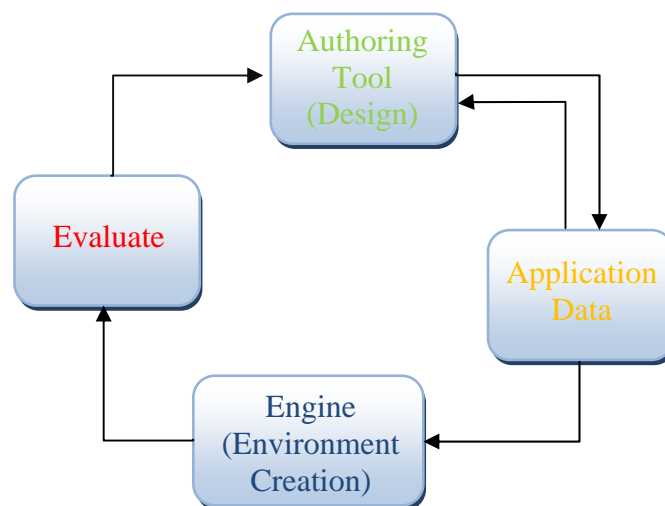 Authoring
Tool
(Design)
Evaluate
Application
Data
Engine
(Environment
Creation)